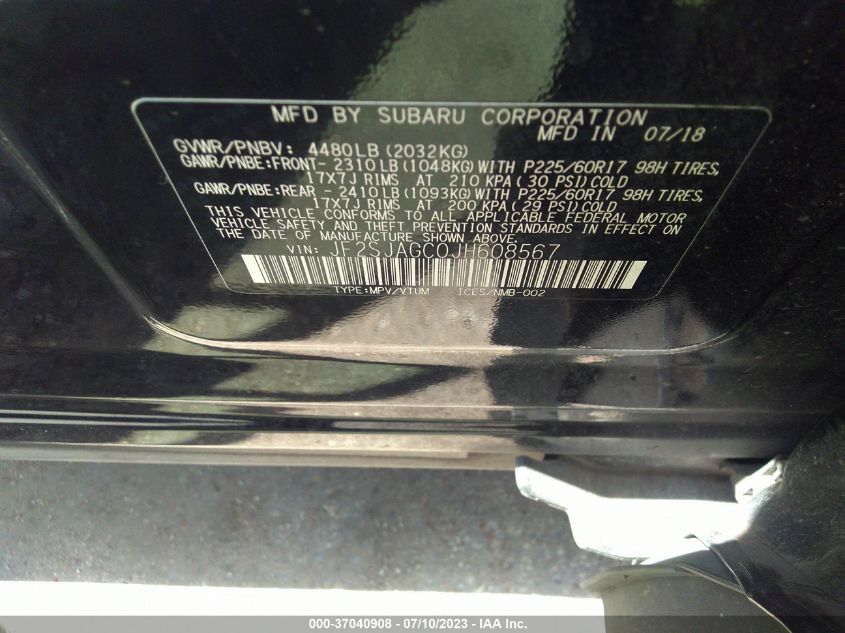 MFD BY SUBARU CORPORATION
MFD IN 07/18
GVWR/PNBV: 4480LB(2032KG)
GAWR/PNBE:FRONT- 2310LB(1048KG)WITH P225/60R17 98H TIRES,
17X7J RIMS AT 210 KPA(30 PSI)COLD
GAWR/PNBE:REAR - 2410LB(1093KG)WITH P225/60R17 98H TIRES,
17X7J RIMS AT 200 KPA(29 PSI)COLD
THIS VEHICLE CONFORMS TO ALL APPLICABLE FEDERAL MOTOR
VEHICLE SAFETY AND THEFT PREVENTION STANDARDS IN EFFECT ON
THE DATE OF MANUFACTURE SHOWN ABOVE.
VIN: JF2SJAGC0JH608567
TYPE:MPV/VTUM ICES/NMB-002
000-37040908 - 07/10/2023 - IAA Inc.